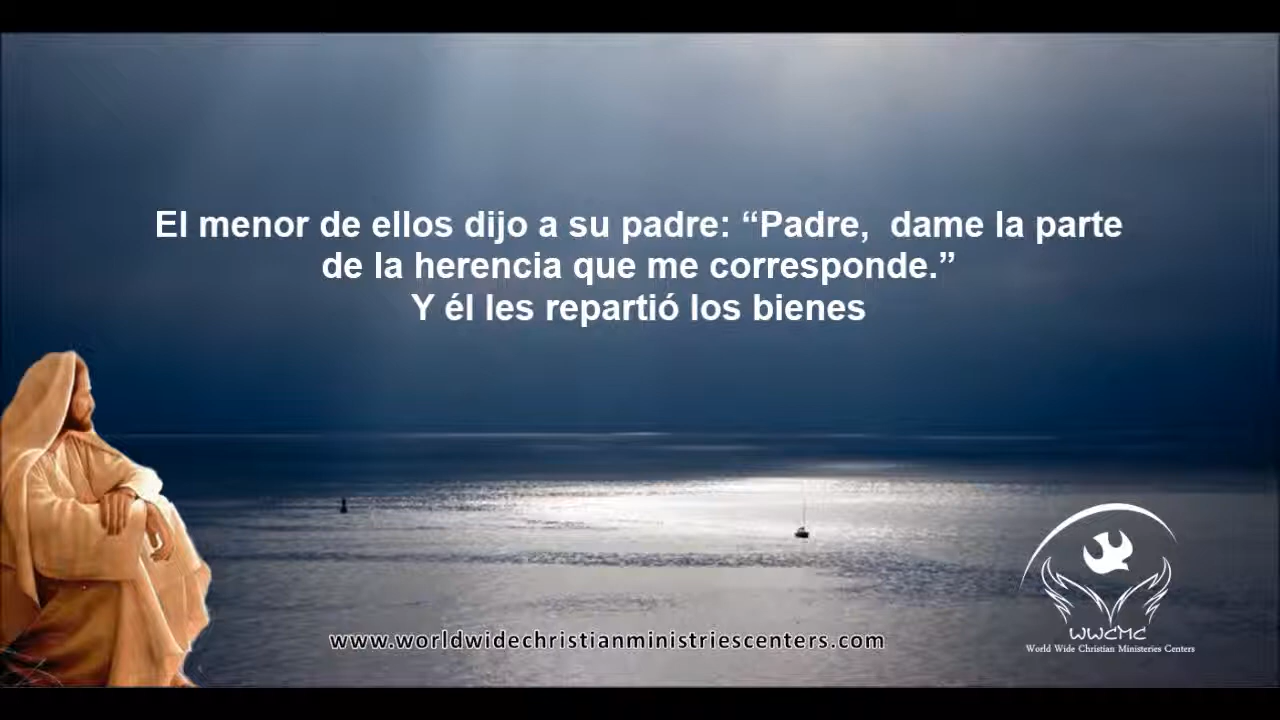 El menor de ellos dijo a su padre: “Padre,  dame la parte
de la herencia que me corresponde.”
Y él les repartió los bienes
www.worldwidechristianministriescenters.com
WWCMC
World Wide Christian Ministeries Centers